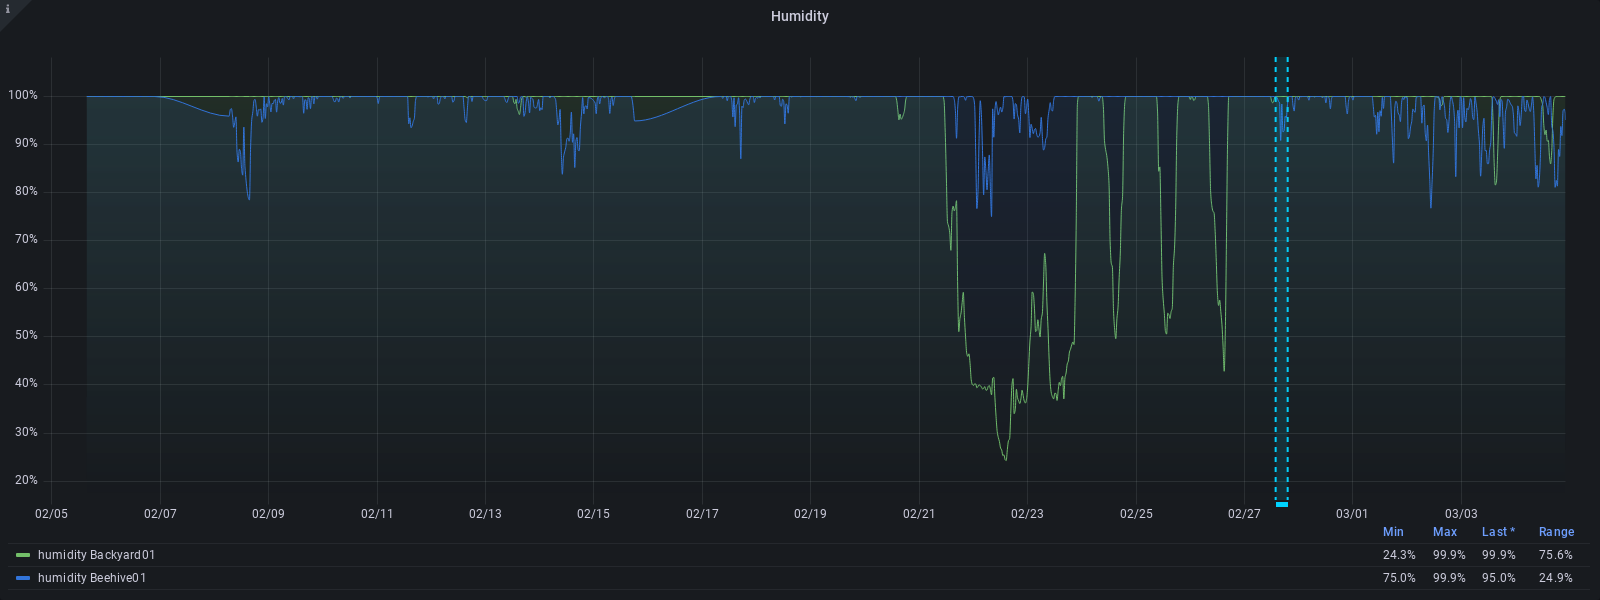 i
Humidity
100%
90%
80%
70%
60%
50%
40%
30%
20%
02/05 02/07 02/09 02/11 02/13 02/15 02/17 02/19 02/21 02/23 02/25 02/27 03/01 03/03
Min Max Last * Range
humidity Backyard01 24.3% 99.9% 99.9% 75.6%
humidity Beehive01 75.0% 99.9% 95.0% 24.9%